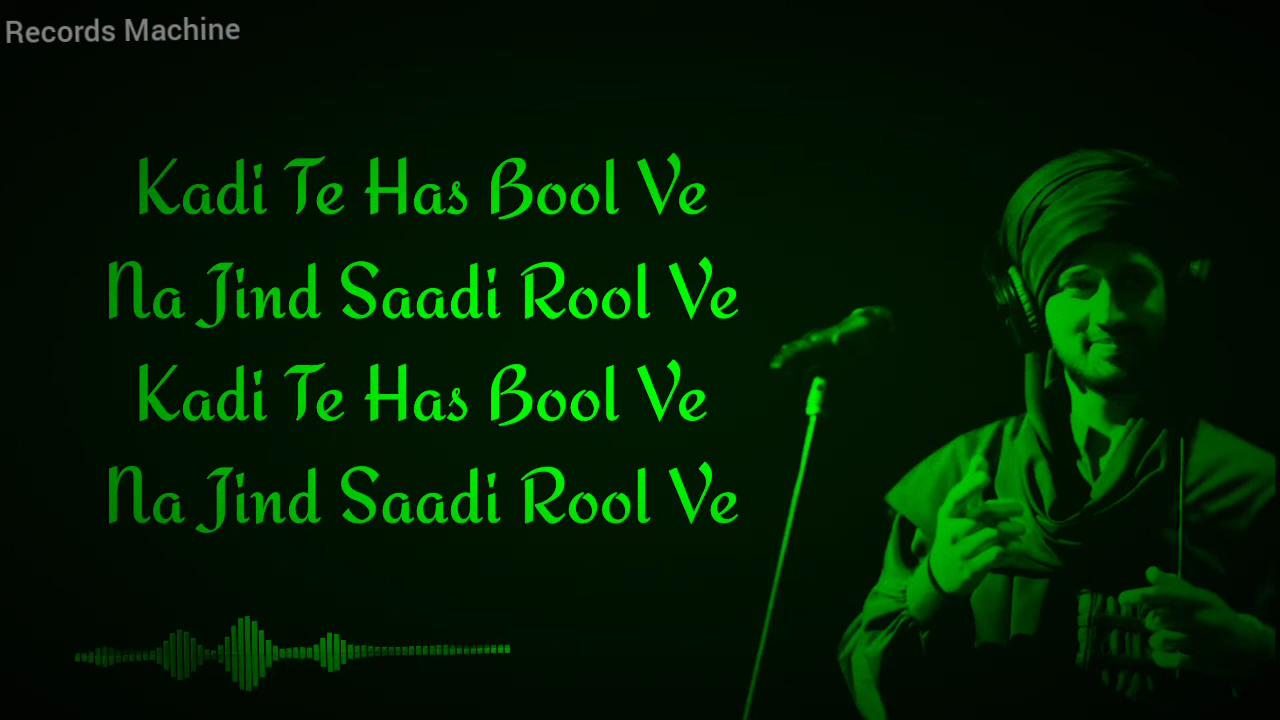 Records Machine
Kadi Te Has Bool Ve
Na Jind Saadi Rool Ve
Kadi Te Has Bool Ve
Na Jind Saadi Rool Ve